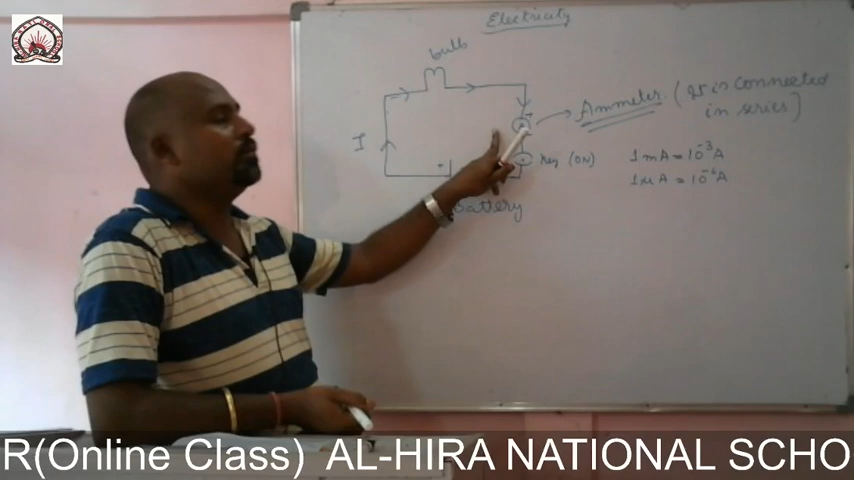 Electricity
bulb
I
A
Ammeter. (It is connected
in series)
Key (ON)
1 mA = 10⁻³A
1 μA = 10⁻⁶A
Battery
R(Online Class) AL-HIRA NATIONAL SCHO